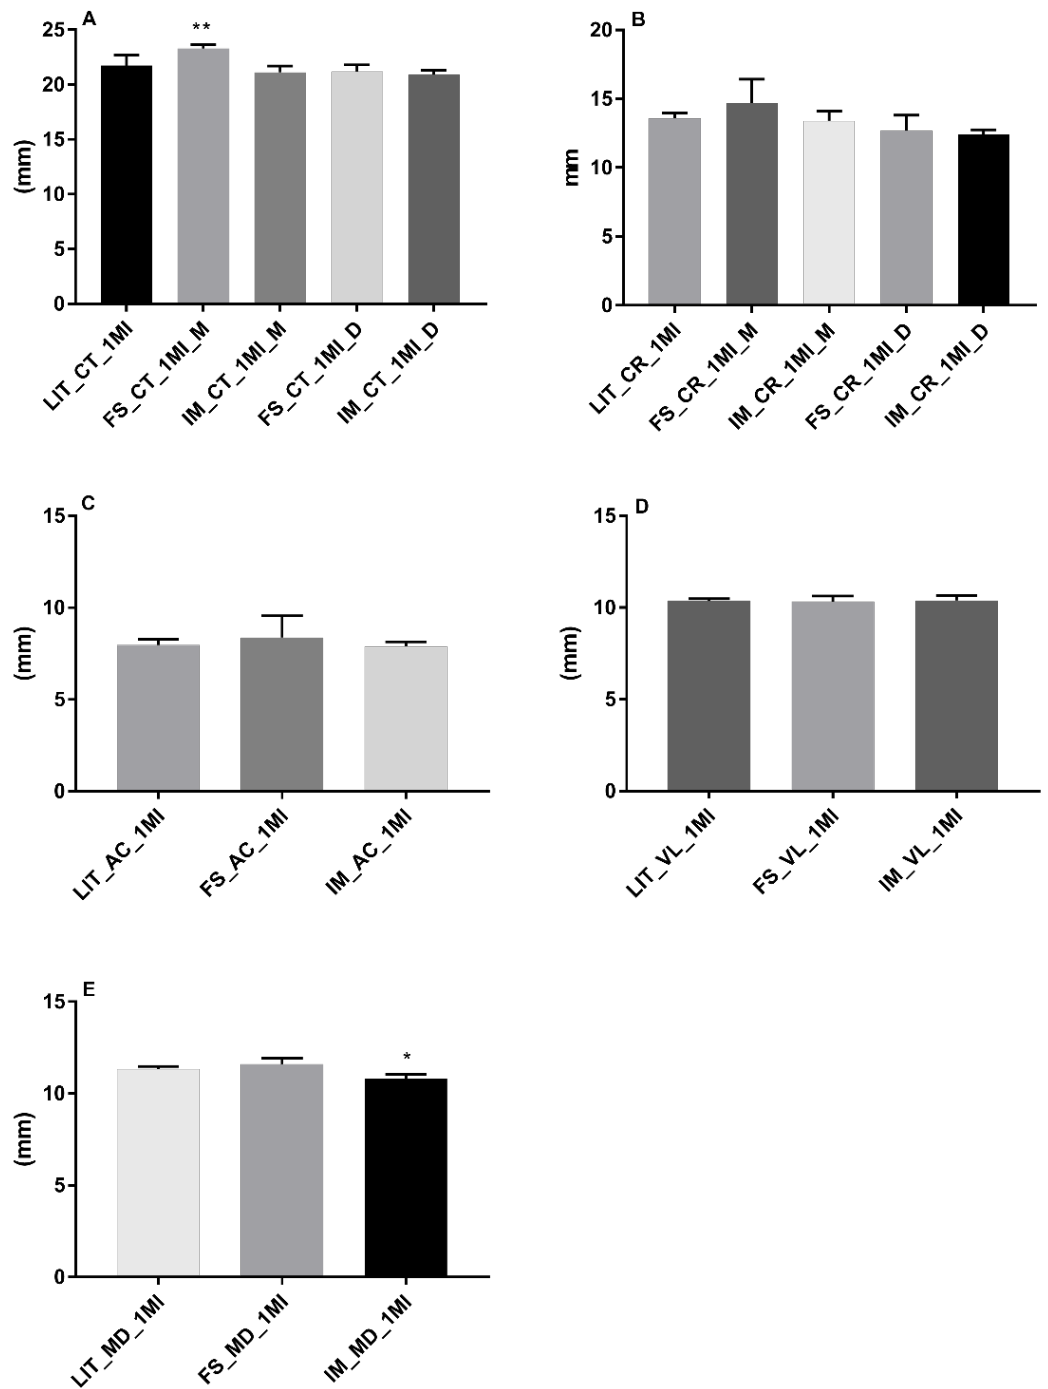 A
**
25
20
15
10
5
0
(mm)
LIT_CT_1MI
FS_CT_1MI_M
IM_CT_1MI_M
FS_CT_1MI_D
IM_CT_1MI_D
B
20
15
10
5
0
mm
LIT_CR_1MI
FS_CR_1MI_M
IM_CR_1MI_M
FS_CR_1MI_D
IM_CR_1MI_D
C
15
10
5
0
(mm)
LIT_AC_1MI
FS_AC_1MI
IM_AC_1MI
D
15
10
5
0
(mm)
LIT_VL_1MI
FS_VL_1MI
IM_VL_1MI
E
15
10
5
0
(mm)
*
LIT_MD_1MI
FS_MD_1MI
IM_MD_1MI